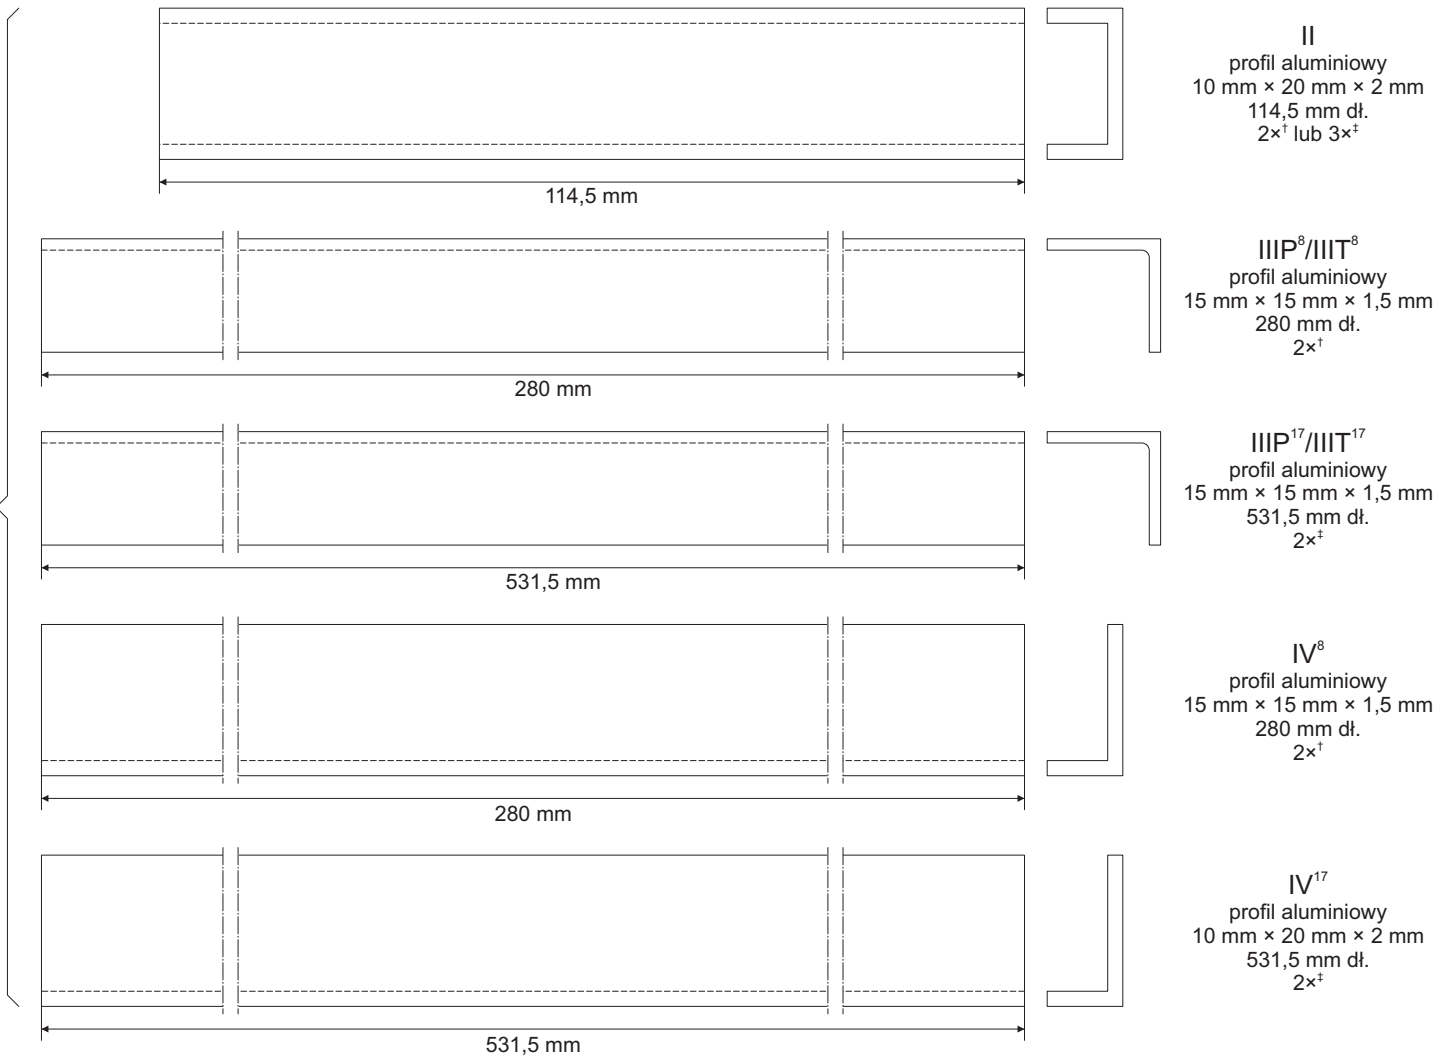 II
profil aluminiowy
10 mm × 20 mm × 2 mm
114,5 mm dł.
2×† lub 3×‡
114,5 mm
IIIP⁸/IIIT⁸
profil aluminiowy
15 mm × 15 mm × 1,5 mm
280 mm dł.
2×†
280 mm
IIIP¹⁷/IIIT¹⁷
profil aluminiowy
15 mm × 15 mm × 1,5 mm
531,5 mm dł.
2×‡
531,5 mm
IV⁸
profil aluminiowy
15 mm × 15 mm × 1,5 mm
280 mm dł.
2×†
280 mm
IV¹⁷
profil aluminiowy
10 mm × 20 mm × 2 mm
531,5 mm dł.
2×‡
531,5 mm